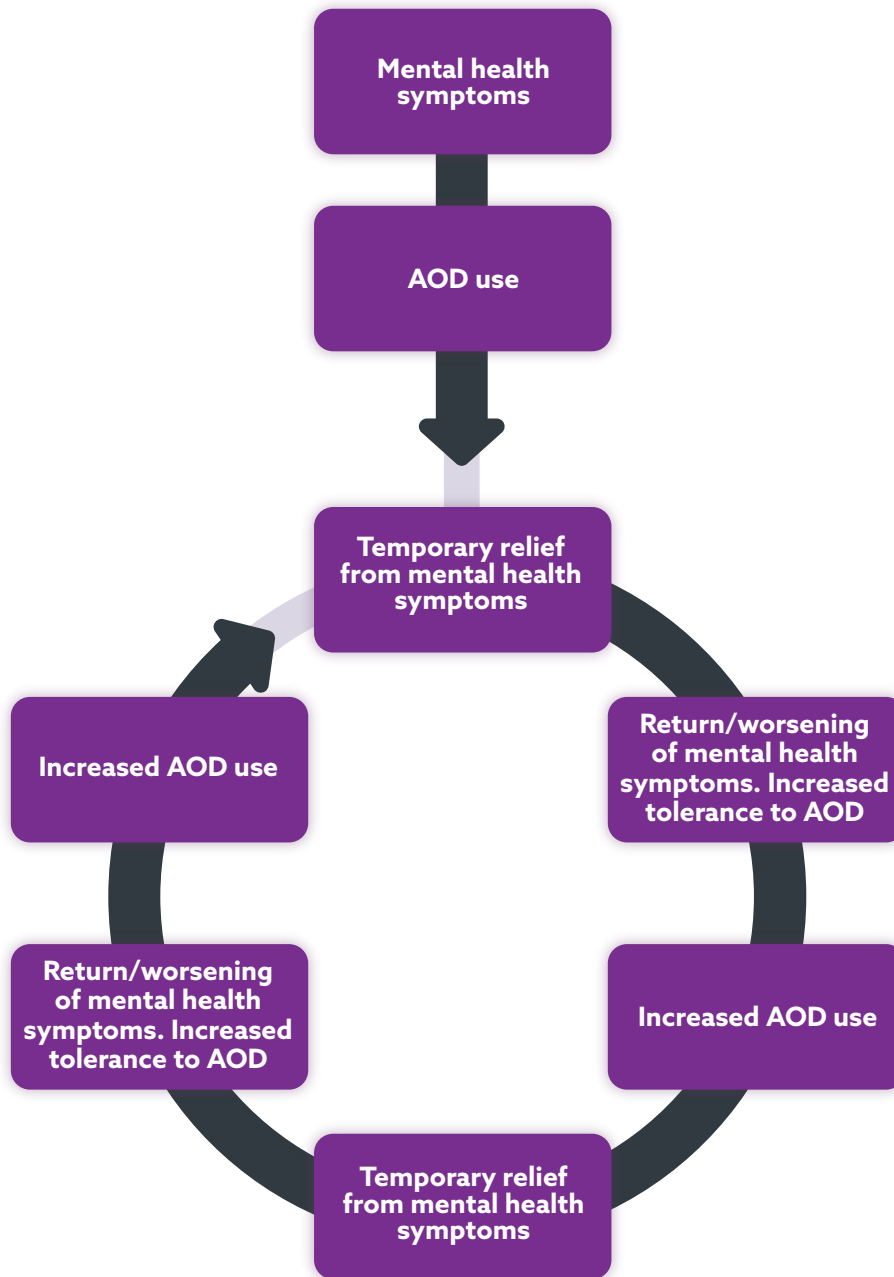 Mental health
symptoms
AOD use
Temporary relief
from mental health
symptoms
Return/worsening
of mental health
symptoms. Increased
tolerance to AOD
Increased AOD use
Temporary relief
from mental health
symptoms
Return/worsening
of mental health
symptoms. Increased
tolerance to AOD
Increased AOD use